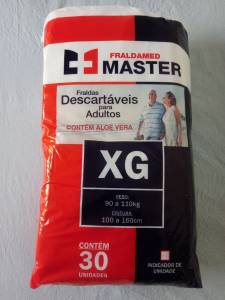 FRALDAMED
MASTER
Fraldas
Descartáveis
para
Adultos
CONTÉM ALOE VERA
XG
PESO:
90 a 110kg
CINTURA:
100 a 160cm
CONTÉM
30
UNIDADES
INDICADOR DE
UMIDADE